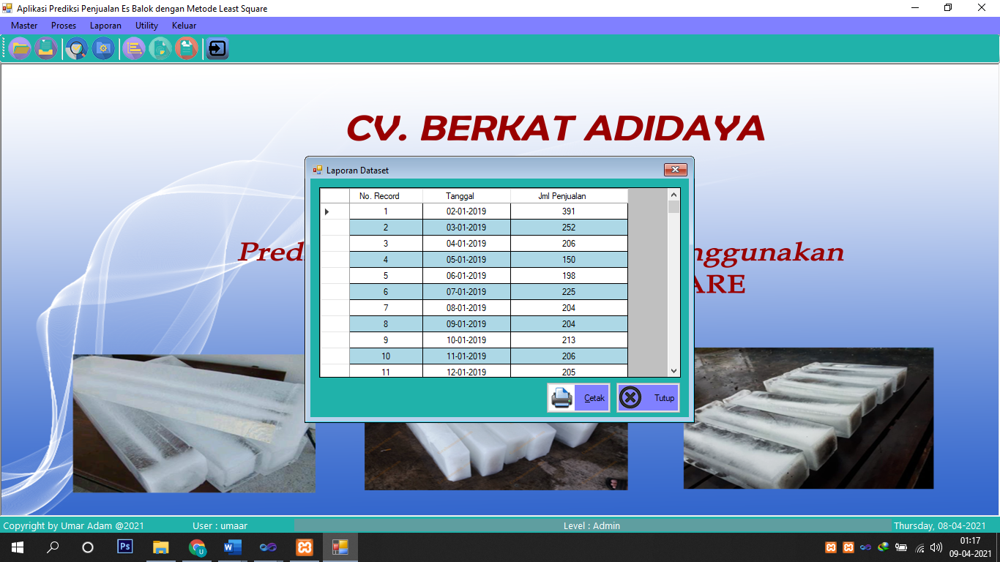 Aplikasi Prediksi Penjualan Es Balok dengan Metode Least Square
Master Proses Laporan Utility Keluar
CV. BERKAT ADIDAYA
Laporan Dataset
No. Record Tanggal Jml Penjualan
1 02-01-2019 391
2 03-01-2019 252
3 04-01-2019 206
4 05-01-2019 150
5 06-01-2019 198
6 07-01-2019 225
7 08-01-2019 204
8 09-01-2019 204
9 10-01-2019 213
10 11-01-2019 206
11 12-01-2019 205
Cetak Tutup
Copyright by Umar Adam @2021 User : umaar Level : Admin Thursday, 08-04-2021
Ps
01:17
09-04-2021